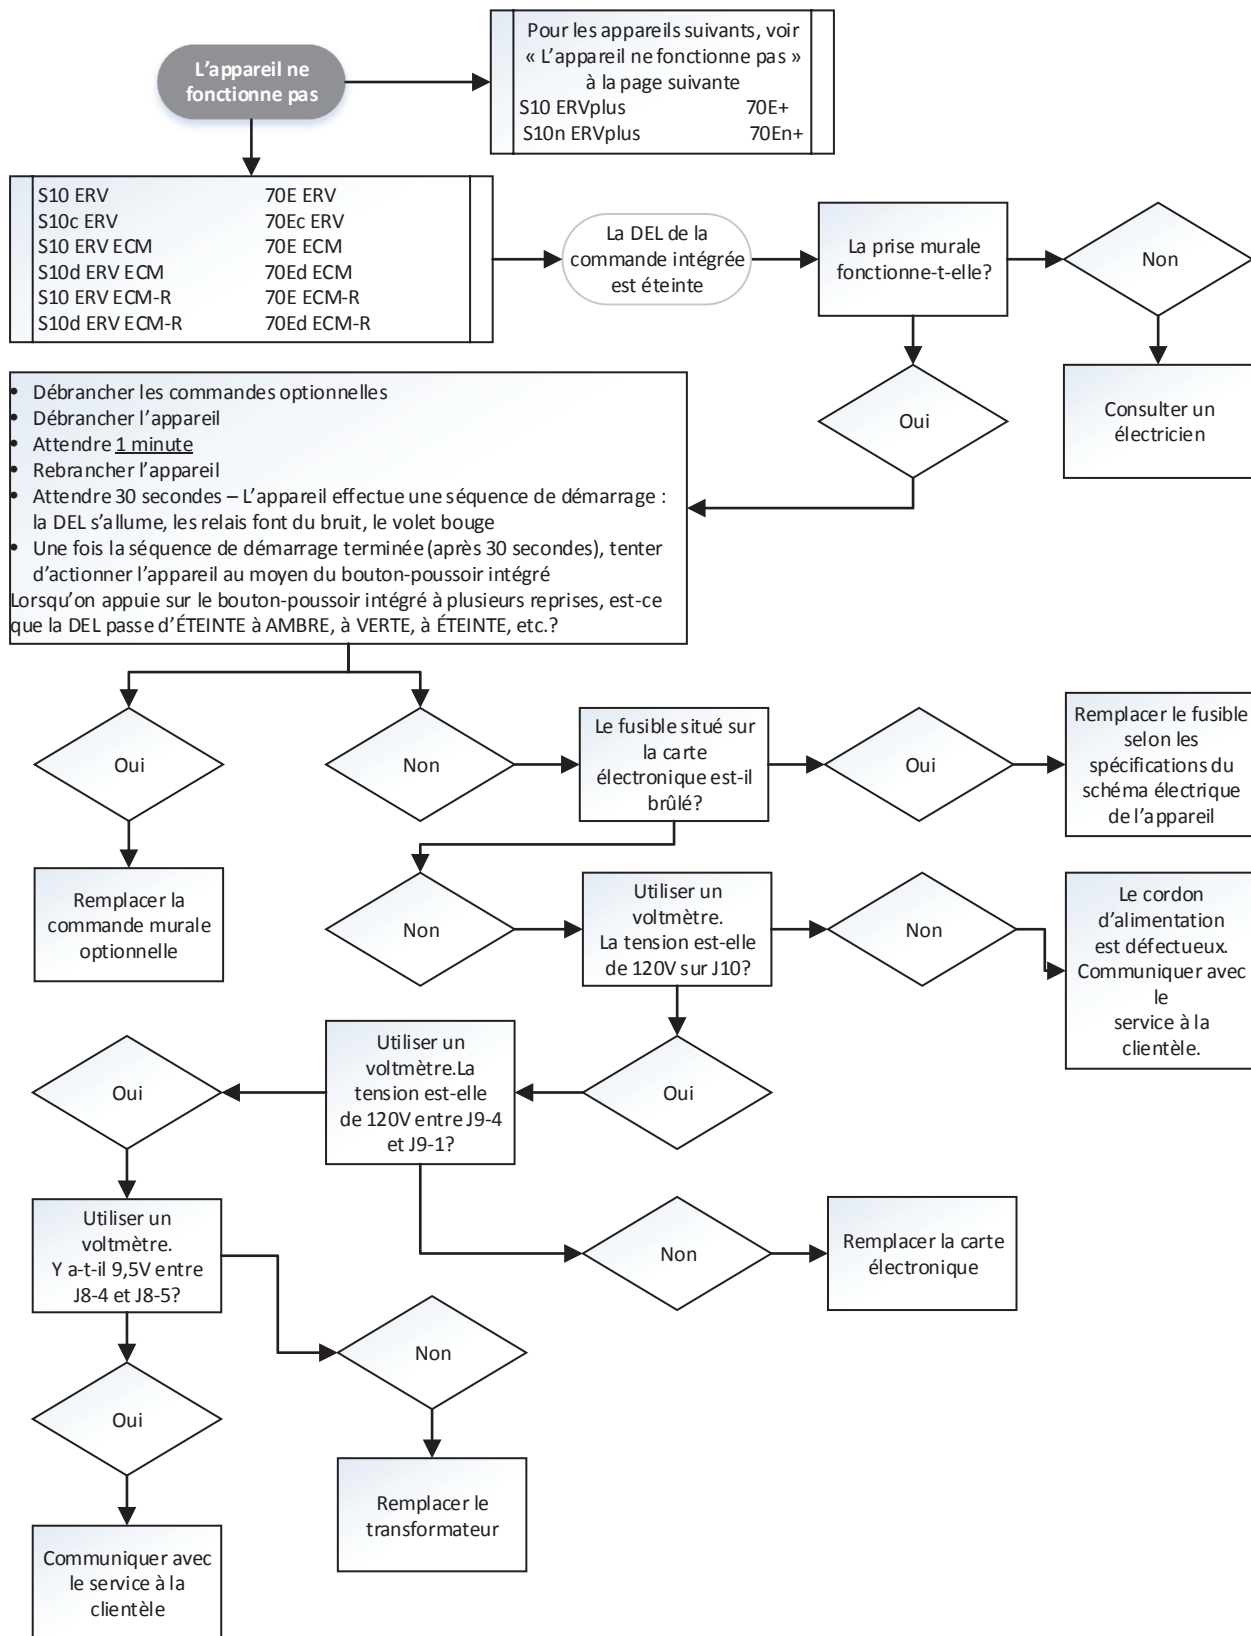 L'appareil ne
fonctionne pas
Pour les appareils suivants, voir
« L'appareil ne fonctionne pas »
à la page suivante
S10 ERVplus 70E+
S10n ERVplus 70En+
S10 ERV 70E ERV
S10c ERV 70Ec ERV
S10 ERV ECM 70E ECM
S10d ERV ECM 70Ed ECM
S10 ERV ECM-R 70E ECM-R
S10d ERV ECM-R 70Ed ECM-R
La DEL de la
commande intégrée
est éteinte
La prise murale
fonctionne-t-elle?
Non
Consulter un
électricien
Oui
• Débrancher les commandes optionnelles
• Débrancher l'appareil
• Attendre 1 minute
• Rebrancher l'appareil
• Attendre 30 secondes – L'appareil effectue une séquence de démarrage :
la DEL s'allume, les relais font du bruit, le volet bouge
• Une fois la séquence de démarrage terminée (après 30 secondes), tenter
d'actionner l'appareil au moyen du bouton-poussoir intégré
Lorsqu'on appuie sur le bouton-poussoir intégré à plusieurs reprises, est-ce
que la DEL passe d'ÉTEINTE à AMBRE, à VERTE, à ÉTEINTE, etc.?
Oui
Remplacer la
commande murale
optionnelle
Non
Le fusible situé sur
la carte
électronique est-il
brûlé?
Oui
Remplacer le fusible
selon les
spécifications du
schéma électrique
de l'appareil
Non
Utiliser un
voltmètre.
La tension est-elle
de 120V sur J10?
Non
Le cordon
d'alimentation
est défectueux.
Communiquer avec
le
service à la
clientèle.
Oui
Utiliser un
voltmètre.La
tension est-elle
de 120V entre J9-4
et J9-1?
Oui
Non
Remplacer la carte
électronique
Utiliser un
voltmètre.
Y a-t-il 9,5V entre
J8-4 et J8-5?
Non
Remplacer le
transformateur
Oui
Communiquer avec
le service à la
clientèle